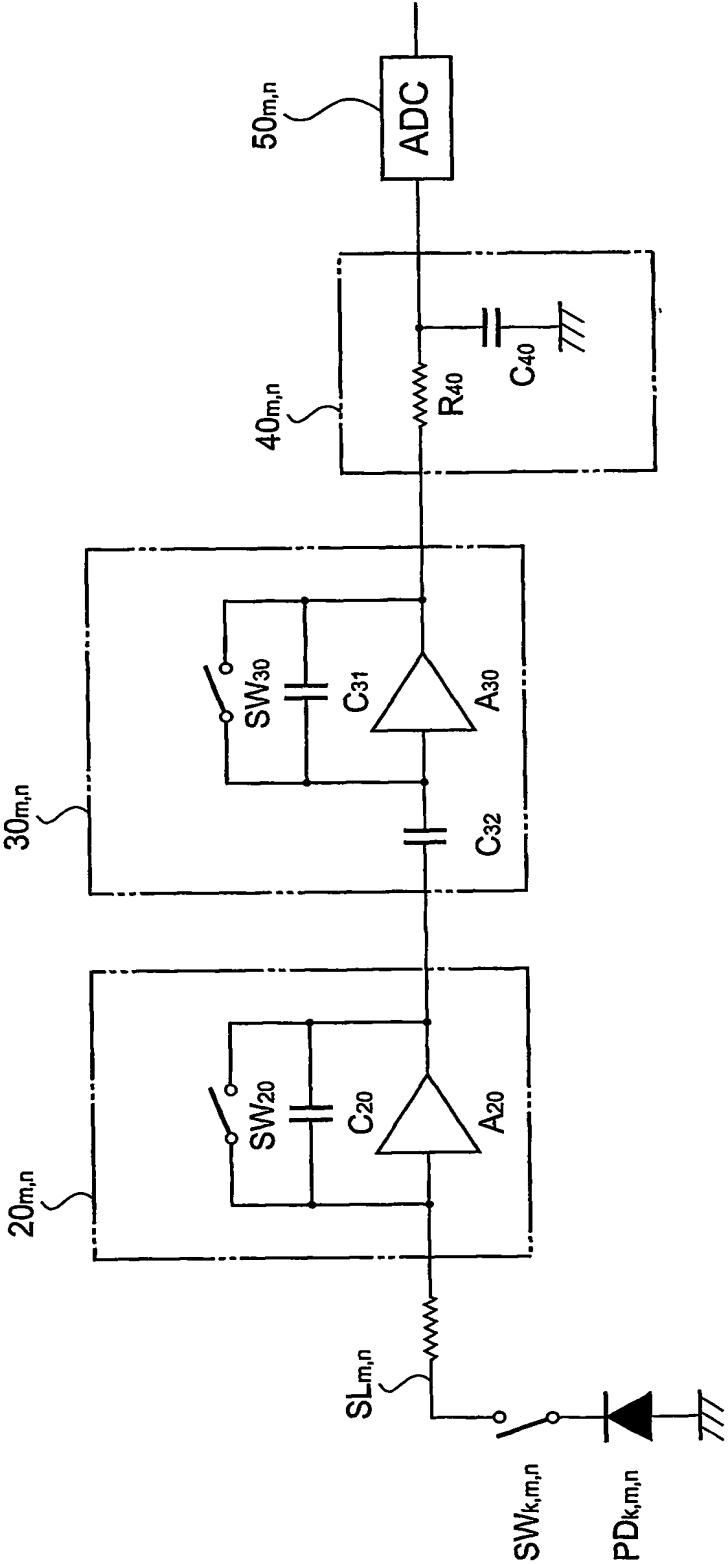 20m,n
30m,n
40m,n
50m,n
SW20
C20
A20
SW30
C31
A30
C32
R40
C40
ADC
SLm,n
SWk,m,n
PDk,m,n